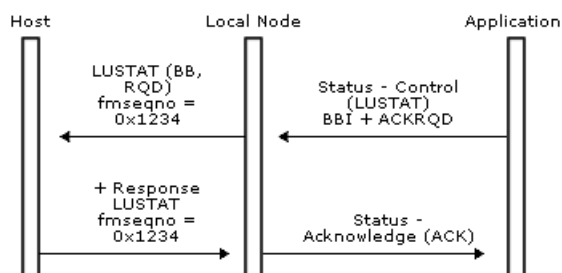 Host
Local Node
Application
LUSTAT (BB,
RQD)
fmseqno =
0x1234
Status - Control
(LUSTAT)
BBI + ACKRQD
+ Response
LUSTAT
fmseqno =
0x1234
Status -
Acknowledge (ACK)